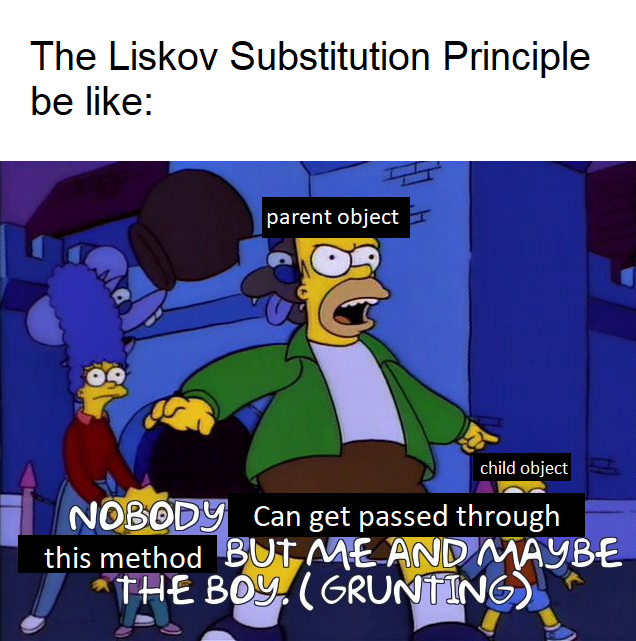 The Liskov Substitution Principle
be like:
parent object
child object
NOBODY Can get passed through
this method BUT ME AND MAYBE
THE BOY. (GRUNTING)